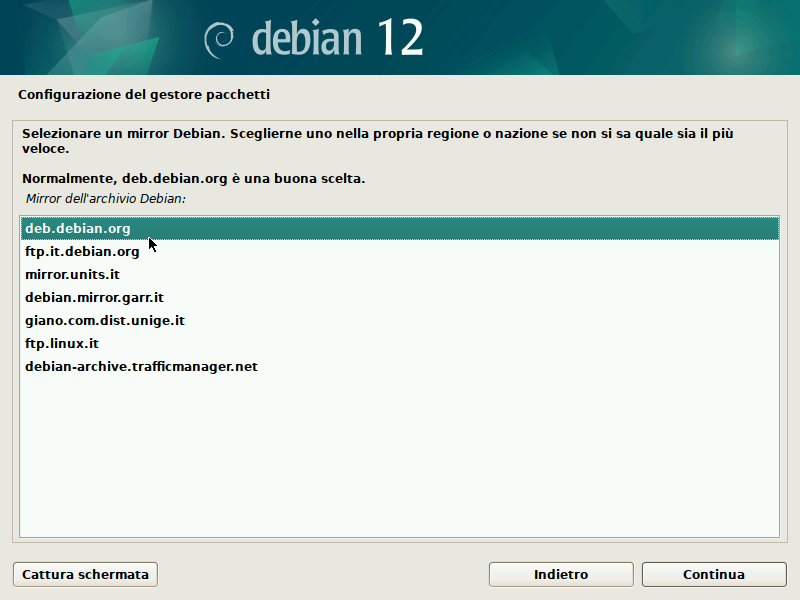 debian 12
Configurazione del gestore pacchetti
Selezionare un mirror Debian. Sceglierne uno nella propria regione o nazione se non si sa quale sia il più
veloce.
Normalmente, deb.debian.org è una buona scelta.
Mirror dell'archivio Debian:
deb.debian.org
ftp.it.debian.org
mirror.units.it
debian.mirror.garr.it
giano.com.dist.unige.it
ftp.linux.it
debian-archive.trafficmanager.net
Cattura schermata Indietro Continua